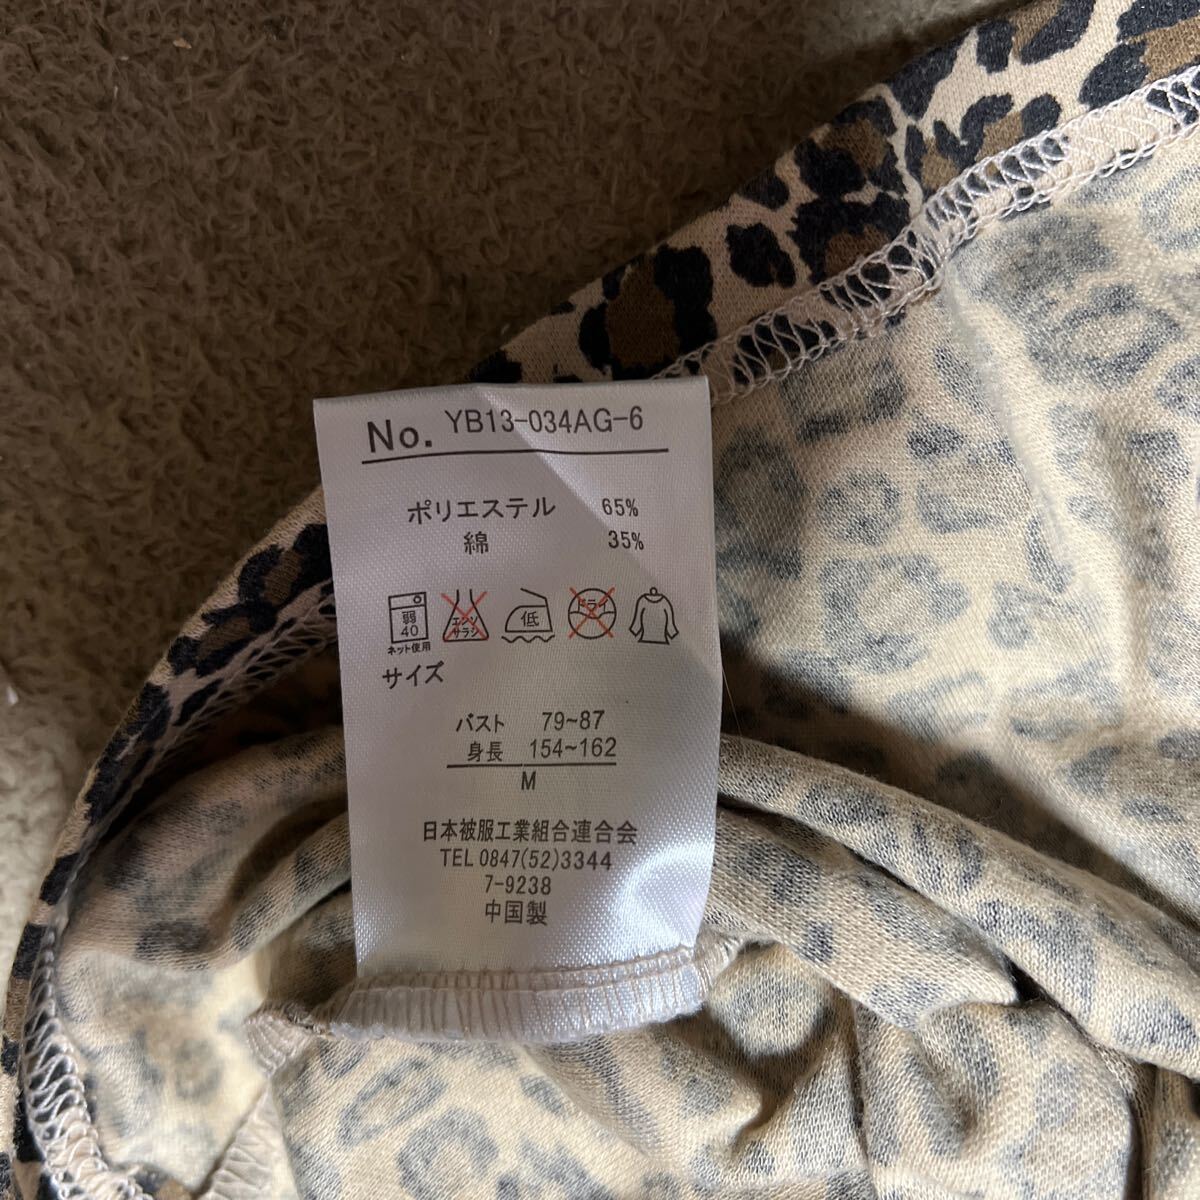 No. YB13-034AG-6
ポリエステル 65%
綿 35%
弱 40 エンソ サラシ 低 ドライ
ネット使用
サイズ
バスト 79~87
身長 154~162
M
日本被服工業組合連合会
TEL 0847(52)3344
7-9238
中国製